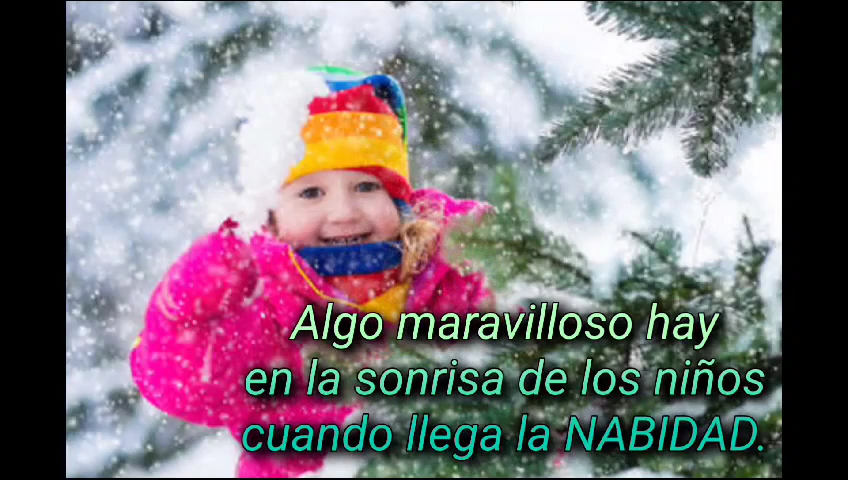 Algo maravilloso hay
en la sonrisa de los niños
cuando llega la NABIDAD.